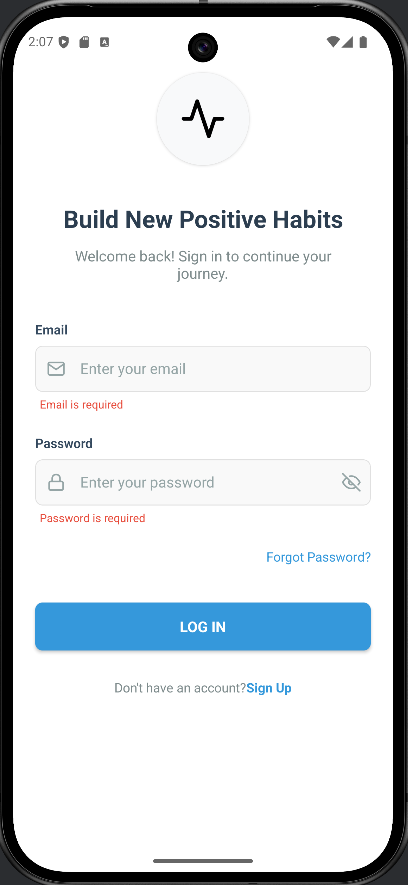 2:07
Build New Positive Habits
Welcome back! Sign in to continue your
journey.
Email
Enter your email
Email is required
Password
Enter your password
Password is required
Forgot Password?
LOG IN
Don't have an account?Sign Up